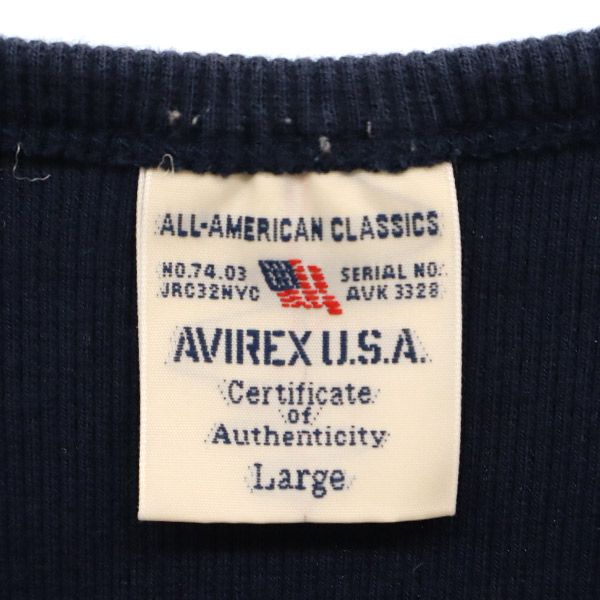 ALL-AMERICAN CLASSICS
NO.74.03 SERIAL NO:
JRC32NYC AVK 3328
AVIREX U.S.A.
Certificate
of
Authenticity
Large